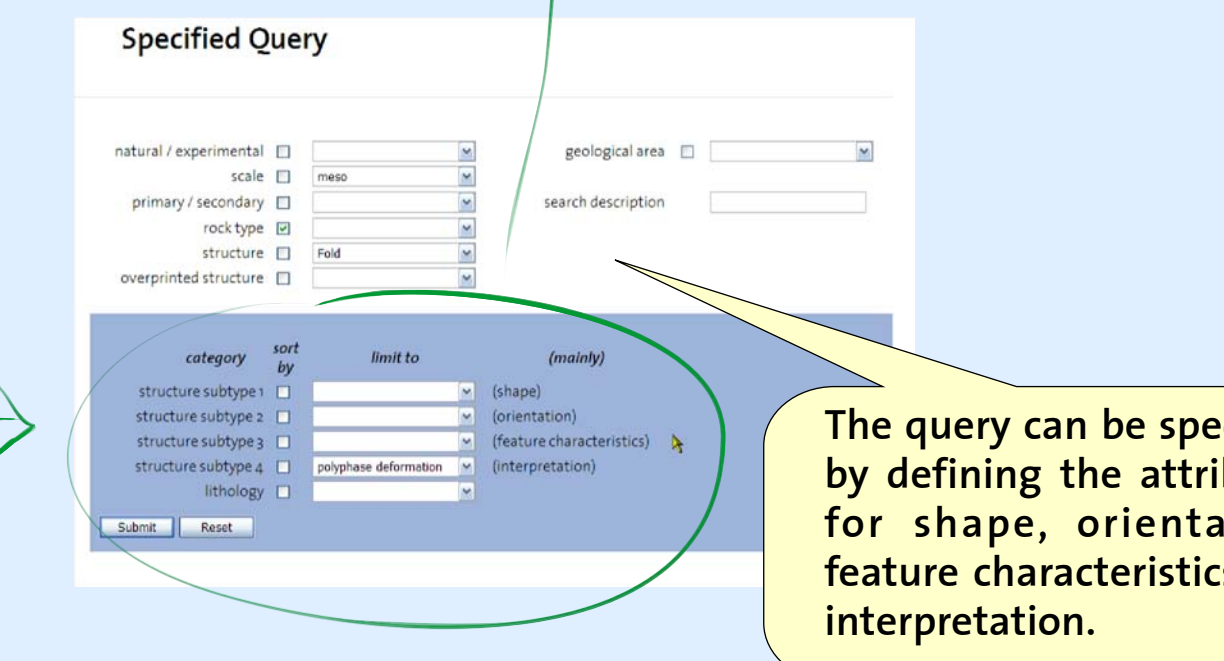 Specified Query
natural / experimental
geological area
scale meso
primary / secondary
search description
rock type
structure Fold
overprinted structure
category sort by limit to (mainly)
structure subtype 1 (shape)
structure subtype 2 (orientation)
structure subtype 3 (feature characteristics)
structure subtype 4 polyphase deformation (interpretation)
lithology
Submit Reset
The query can be spe
by defining the attri
for shape, orienta
feature characteristic
interpretation.